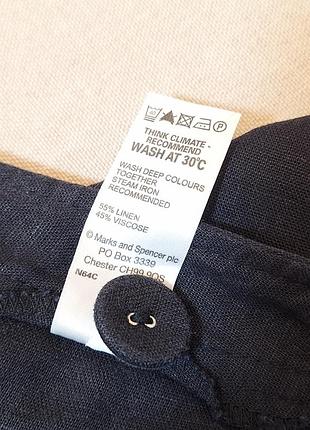 THINK CLIMATE -
RECOMMEND
WASH AT 30°C
WASH DEEP COLOURS
TOGETHER
STEAM IRON
RECOMMENDED
55% LINEN
45% VISCOSE
© Marks and Spencer plc
PO Box 3339
Chester CH99 9QS
N64C